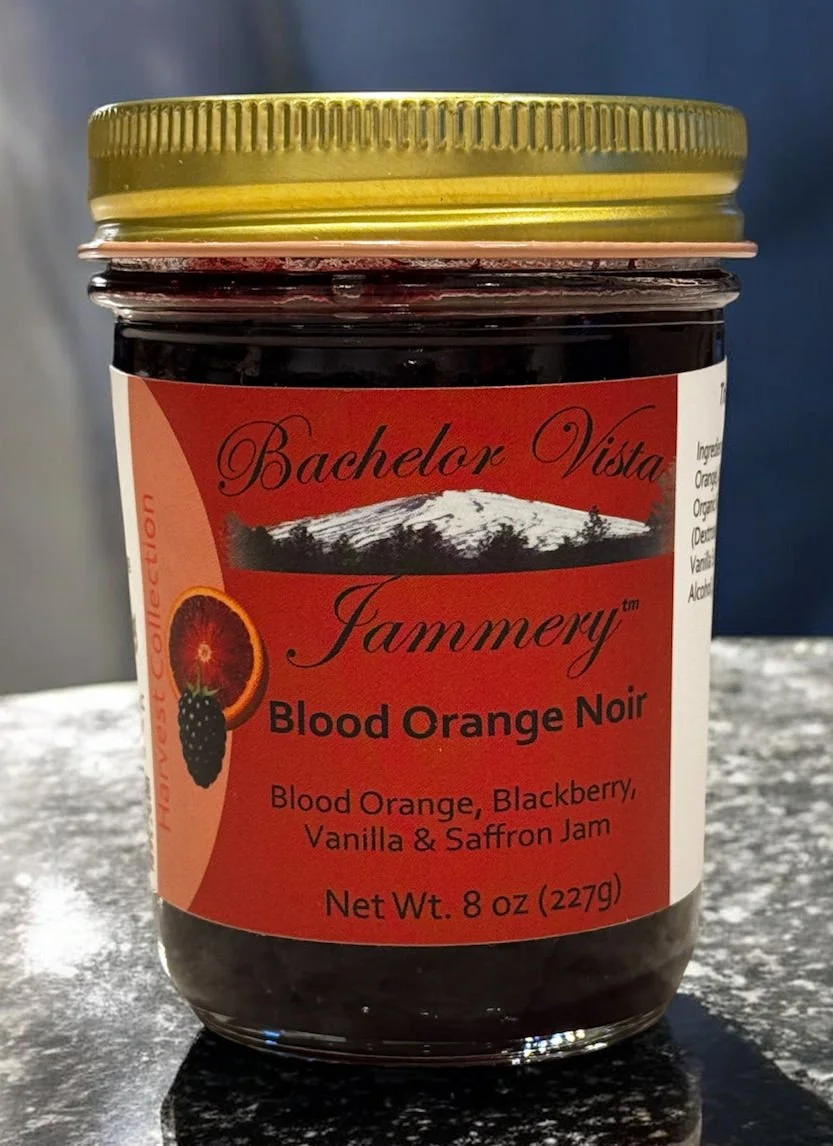 Bachelor Vista
Jammery™
Blood Orange Noir
Blood Orange, Blackberry,
Vanilla & Saffron Jam
Net Wt. 8 oz (227g)
Harvest Collection
Orange,